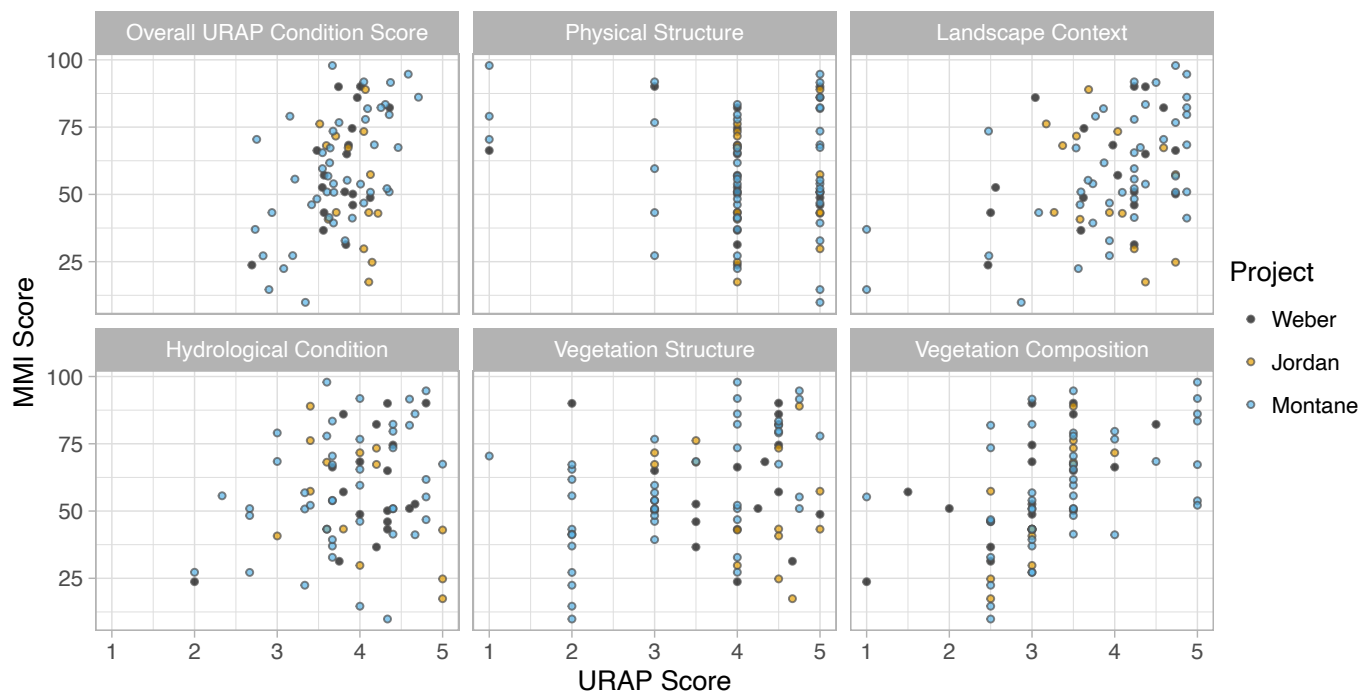 Overall URAP Condition Score
Physical Structure
Landscape Context
100
75
50
25
Hydrological Condition
Vegetation Structure
Vegetation Composition
100
75
50
25
1 2 3 4 5
1 2 3 4 5
1 2 3 4 5
URAP Score
MMI Score
Project
Weber
Jordan
Montane